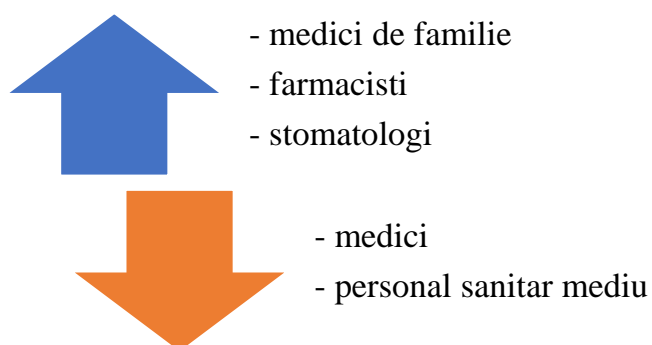 - medici de familie
- farmacisti
- stomatologi
- medici
- personal sanitar mediu